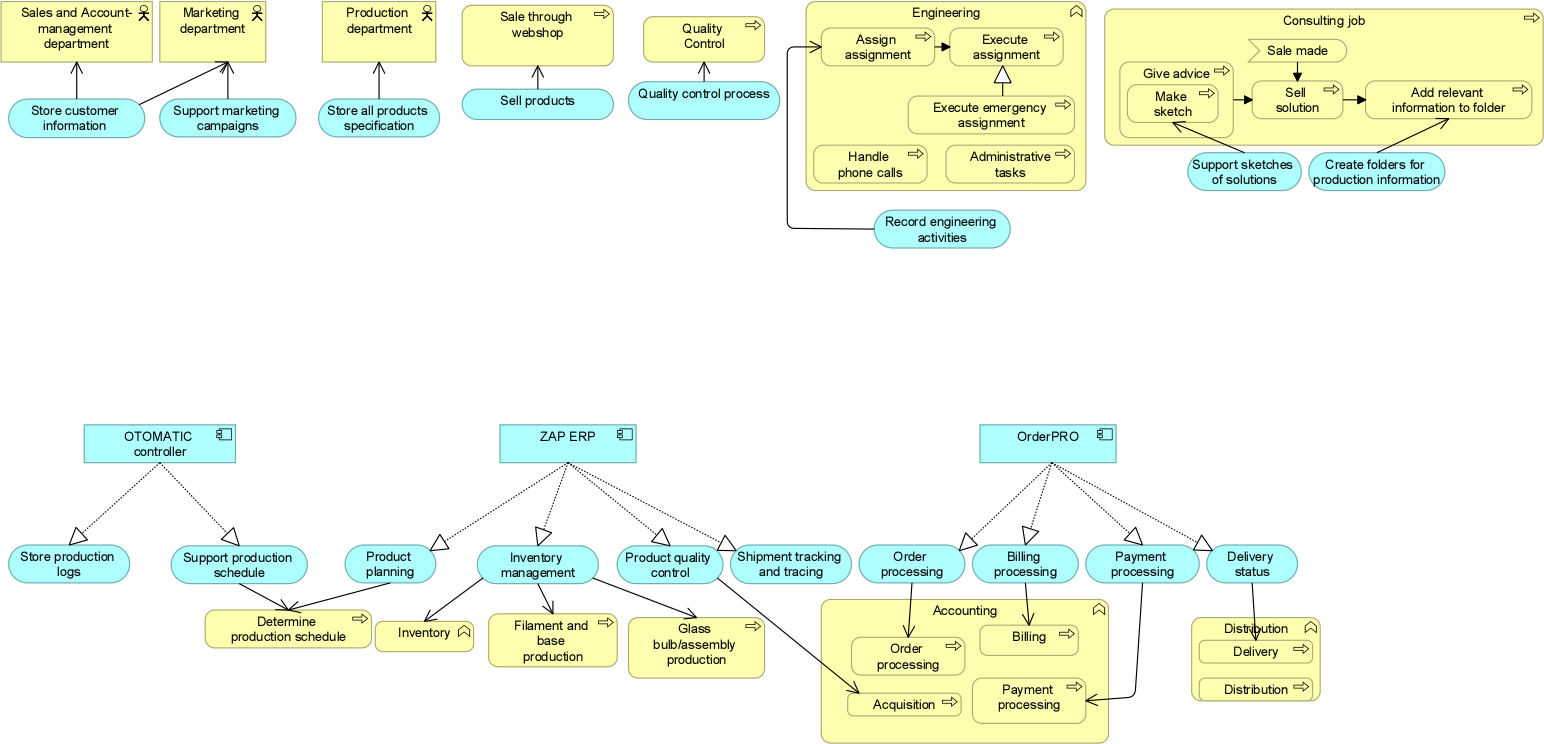 Sales and Account-
management
department
Marketing
department
Production
department
Sale through
webshop
Quality
Control
Engineering
Assign
assignment
Execute
assignment
Execute emergency
assignment
Handle
phone calls
Administrative
tasks
Consulting job
Sale made
Give advice
Make
sketch
Sell
solution
Add relevant
information to folder
Store customer
information
Support marketing
campaigns
Store all products
specification
Sell products
Quality control process
Support sketches
of solutions
Create folders for
production information
Record engineering
activities
OTOMATIC
controller
ZAP ERP
OrderPRO
Store production
logs
Support production
schedule
Product
planning
Inventory
management
Product quality
control
Shipment tracking
and tracing
Order
processing
Billing
processing
Payment
processing
Delivery
status
Determine
production schedule
Inventory
Filament and
base
production
Glass
bulb/assembly
production
Accounting
Order
processing
Billing
Acquisition
Payment
processing
Distribution
Delivery
Distribution